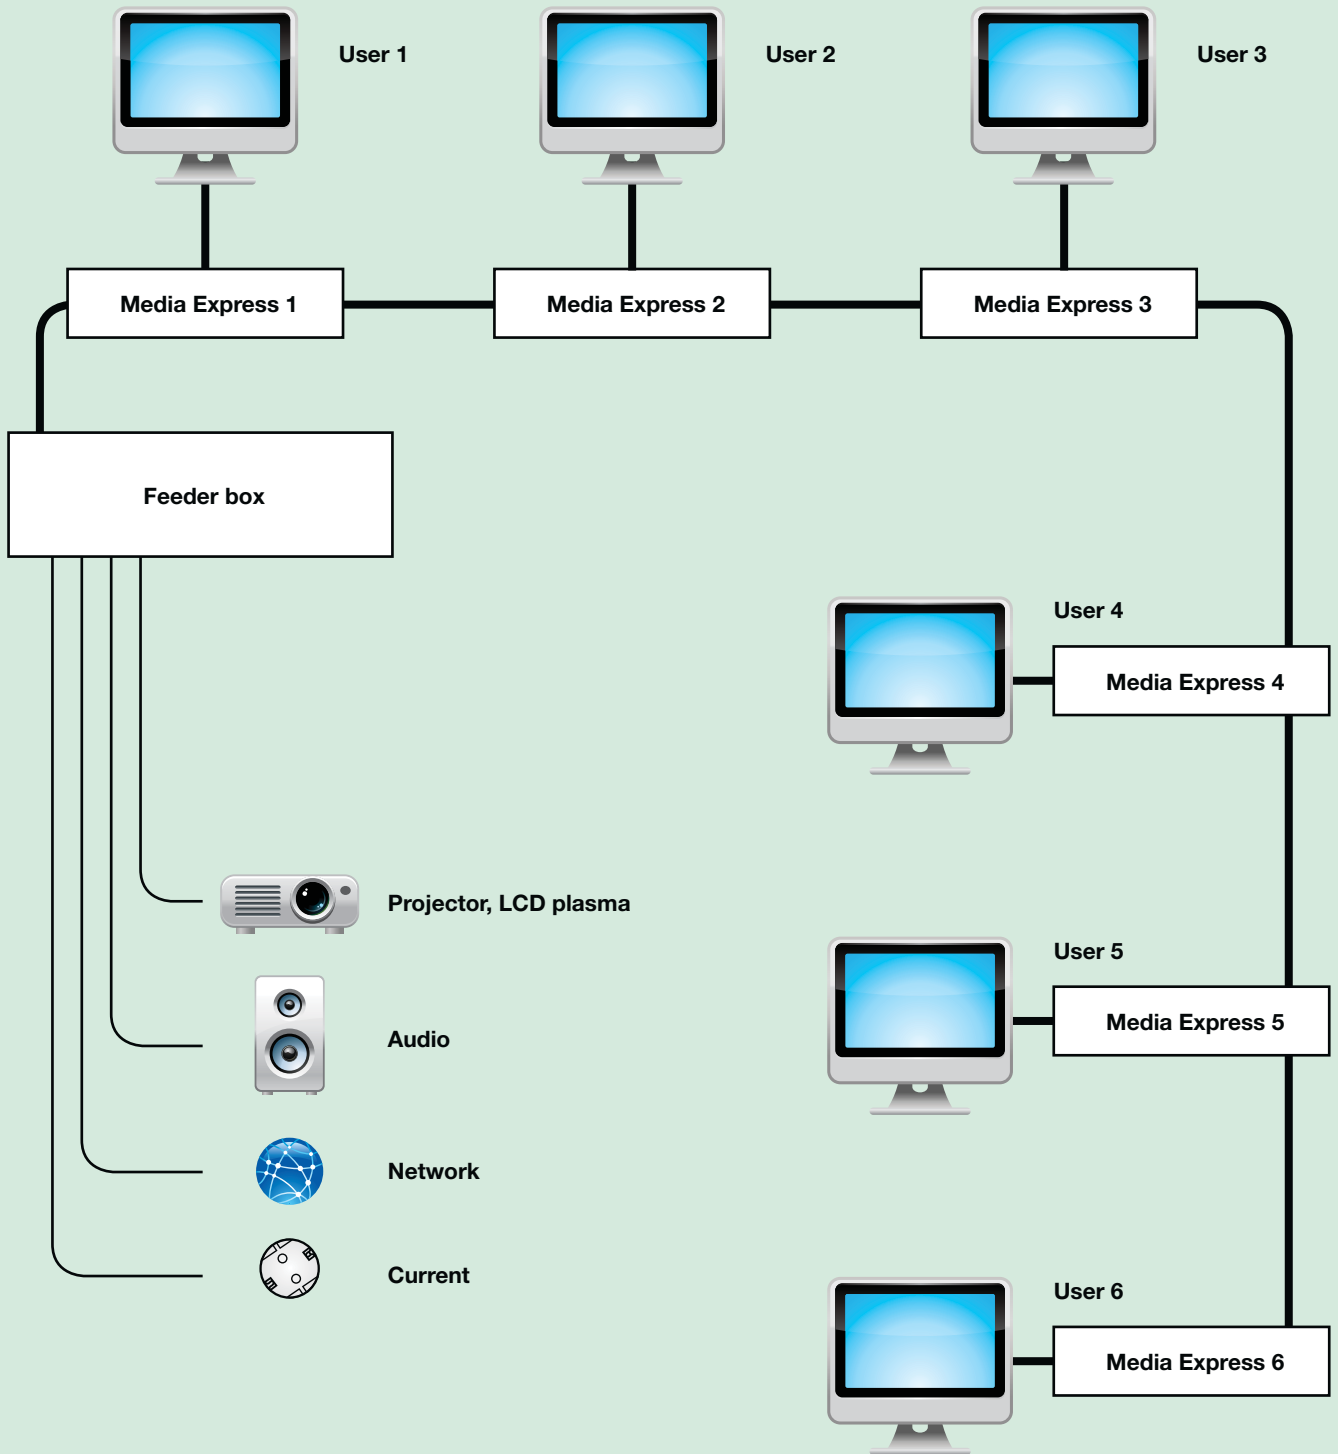 User 1
User 2
User 3
Media Express 1
Media Express 2
Media Express 3
Feeder box
User 4
Media Express 4
Projector, LCD plasma
User 5
Media Express 5
Audio
Network
Current
User 6
Media Express 6